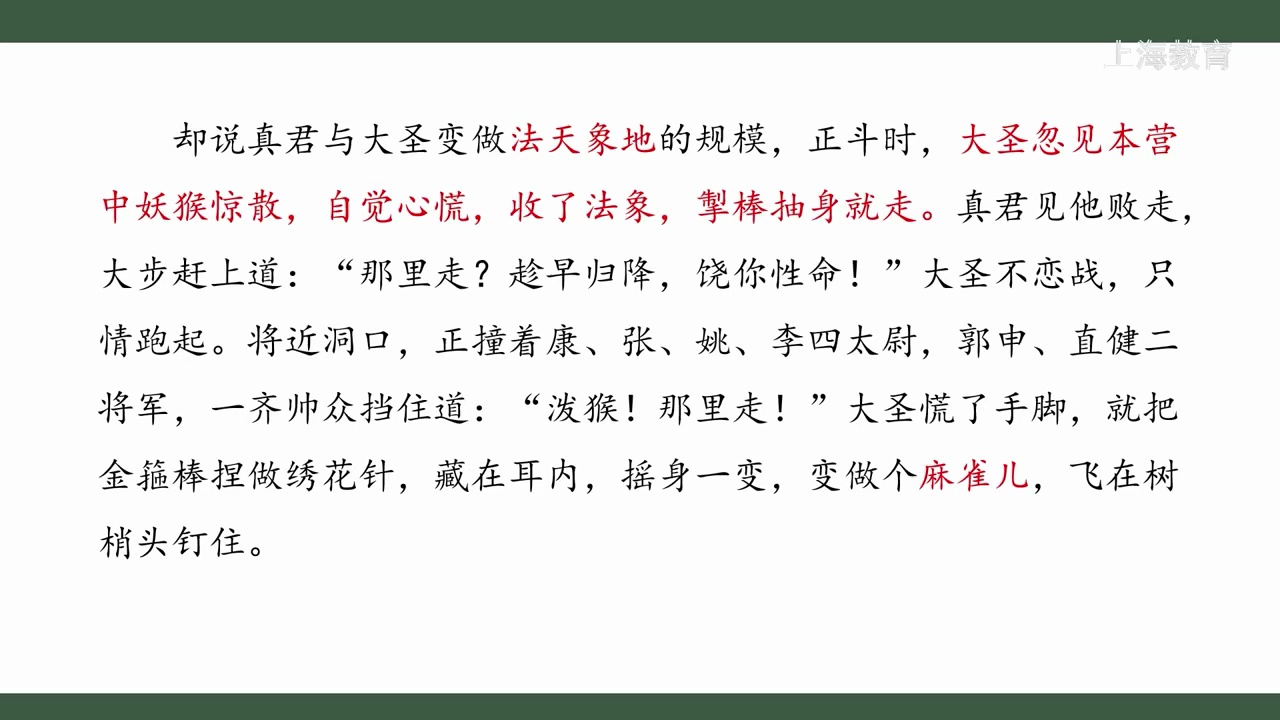 上海教育
却说真君与大圣变做法天象地的规模，正斗时，大圣忽见本营
中妖猴惊散，自觉心慌，收了法象，掣棒抽身就走。真君见他败走，
大步赶上道：“那里走？趁早归降，饶你性命！”大圣不恋战，只
情跑起。将近洞口，正撞着康、张、姚、李四太尉，郭申、直健二
将军，一齐帅众挡住道：“泼猴！那里走！”大圣慌了手脚，就把
金箍棒捏做绣花针，藏在耳内，摇身一变，变做个麻雀儿，飞在树
梢头钉住。